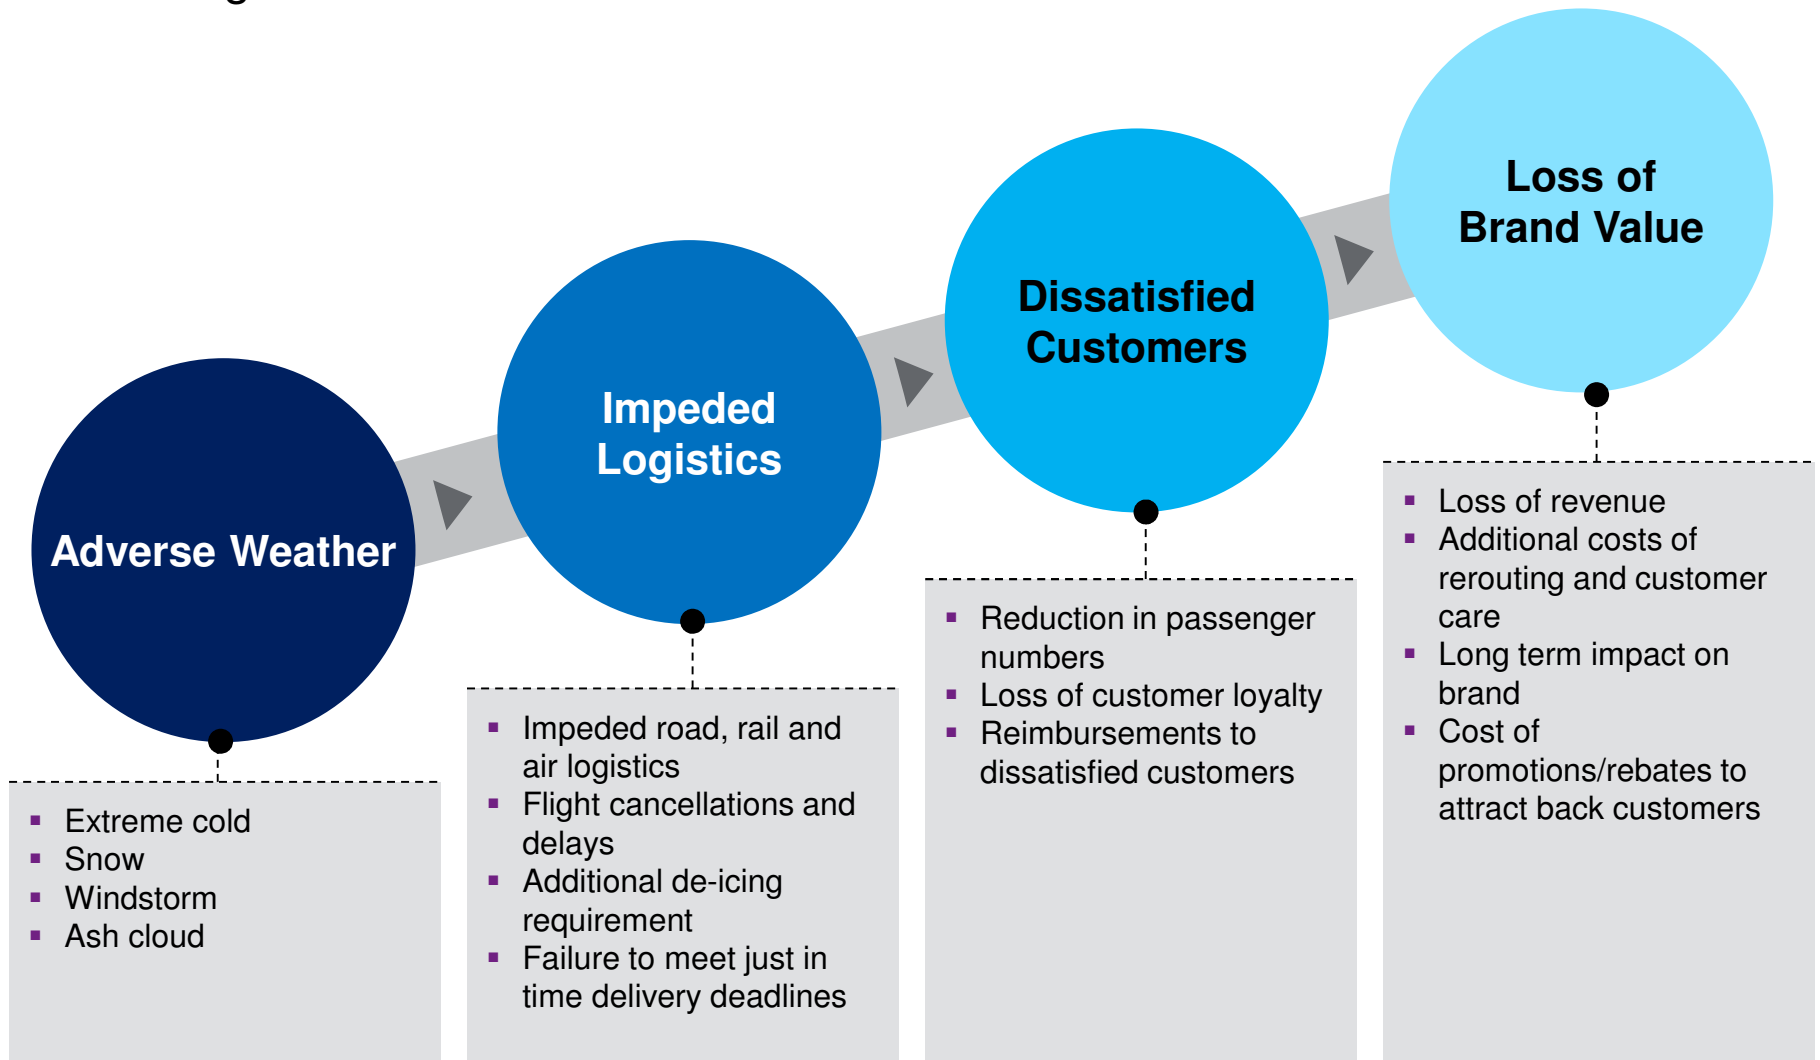 Adverse Weather
▪ Extreme cold
▪ Snow
▪ Windstorm
▪ Ash cloud
Impeded
Logistics
▪ Impeded road, rail and
air logistics
▪ Flight cancellations and
delays
▪ Additional de-icing
requirement
▪ Failure to meet just in
time delivery deadlines
Dissatisfied
Customers
▪ Reduction in passenger
numbers
▪ Loss of customer loyalty
▪ Reimbursements to
dissatisfied customers
Loss of
Brand Value
▪ Loss of revenue
▪ Additional costs of
rerouting and customer
care
▪ Long term impact on
brand
▪ Cost of
promotions/rebates to
attract back customers